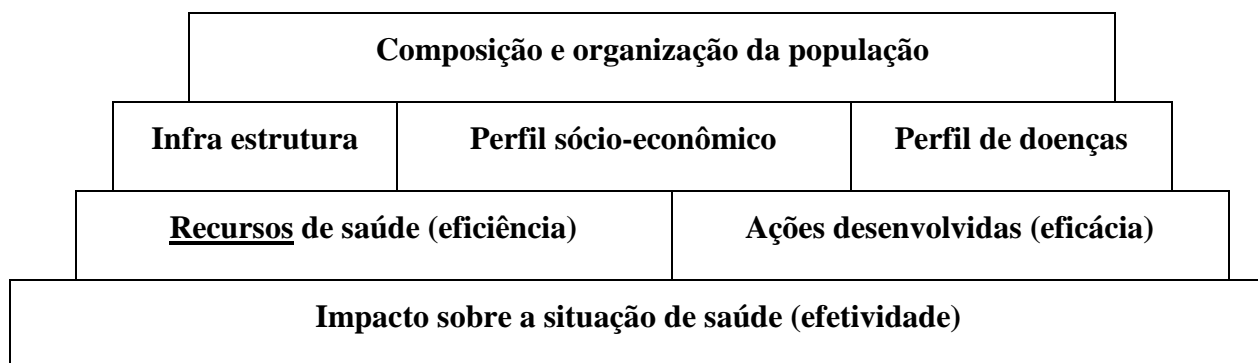 Composição e organização da população
Infra estrutura
Perfil sócio-econômico
Perfil de doenças
Recursos de saúde (eficiência)
Ações desenvolvidas (eficácia)
Impacto sobre a situação de saúde (efetividade)